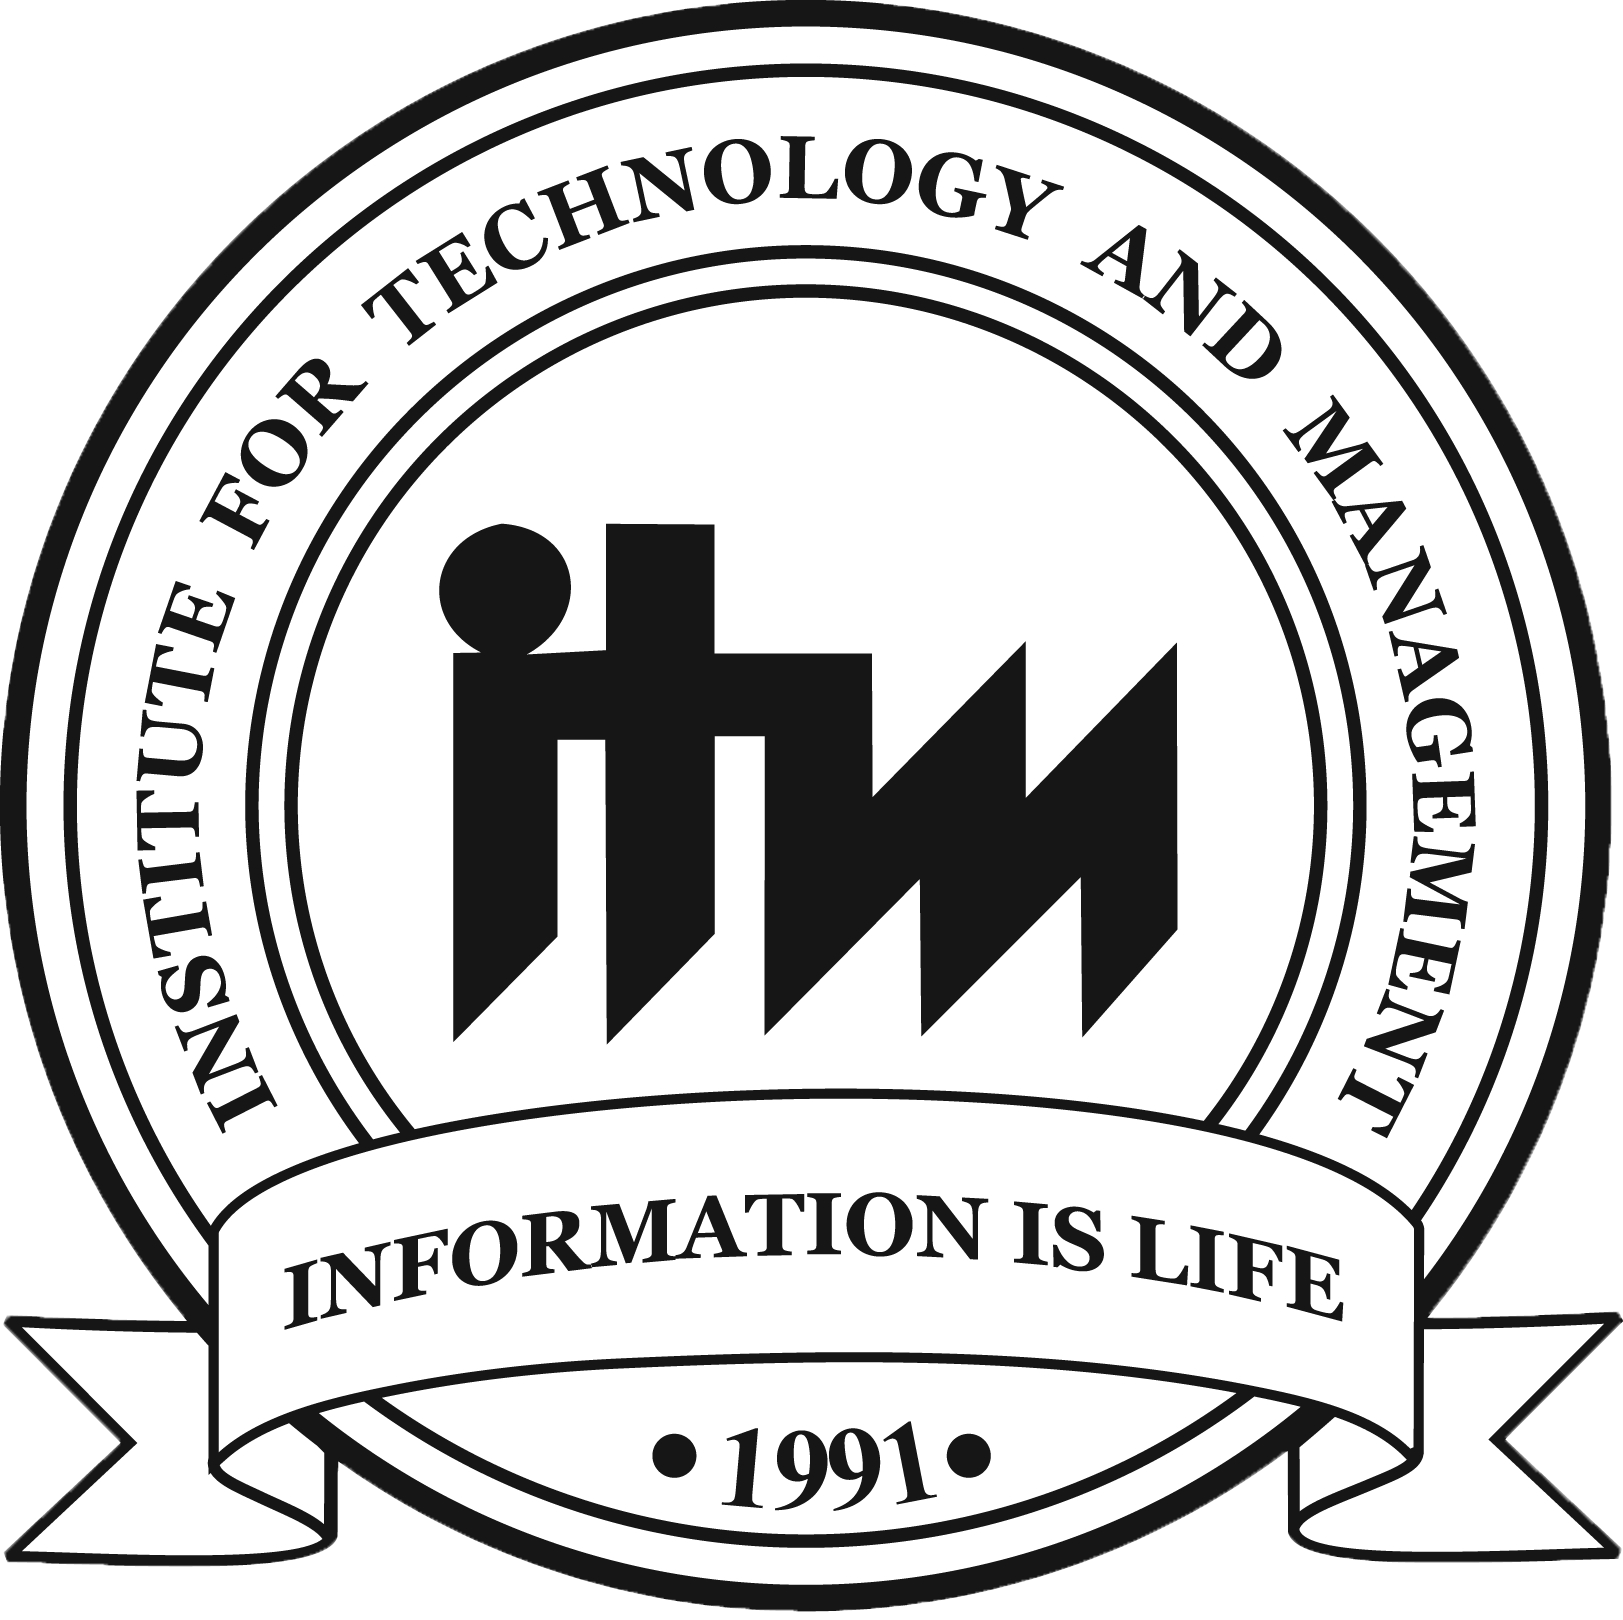 INSTITUTE FOR TECHNOLOGY AND MANAGEMENT
itm
INFORMATION IS LIFE
•1991•